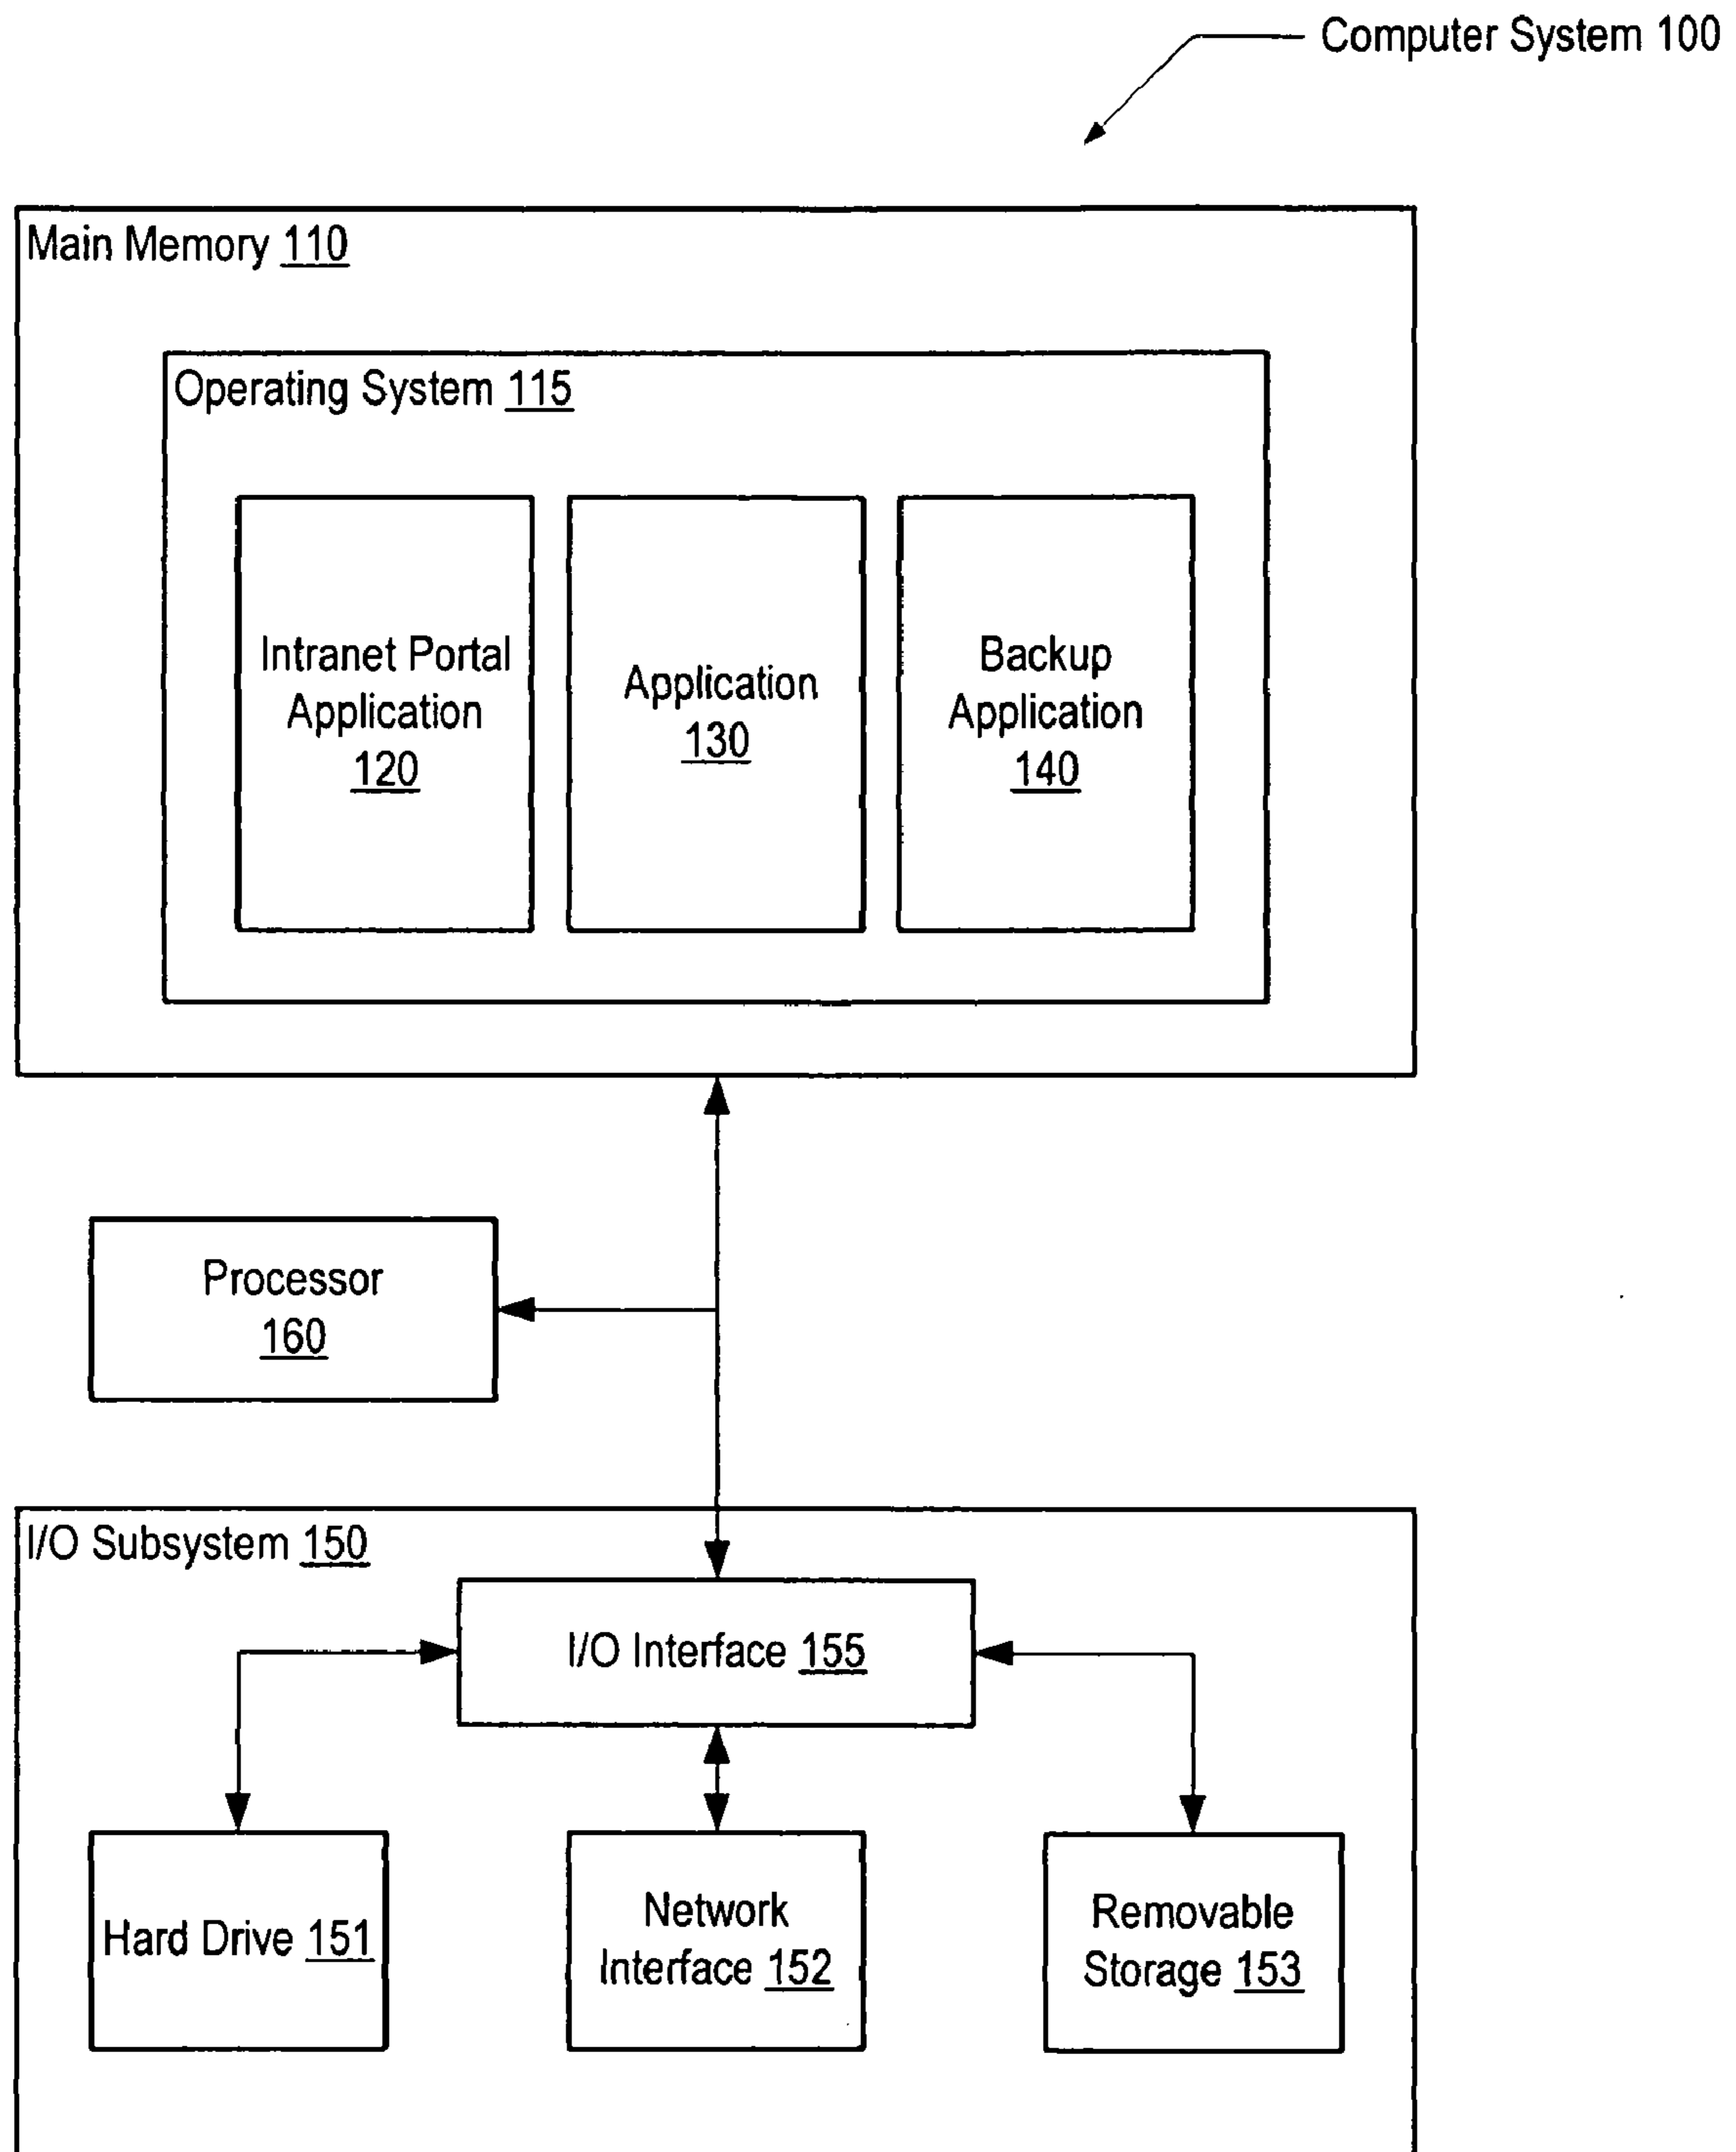 Computer System 100
Main Memory 110
Operating System 115
Intranet Portal
Application
120
Application
130
Backup
Application
140
Processor
160
I/O Subsystem 150
I/O Interface 155
Hard Drive 151
Network
Interface 152
Removable
Storage 153